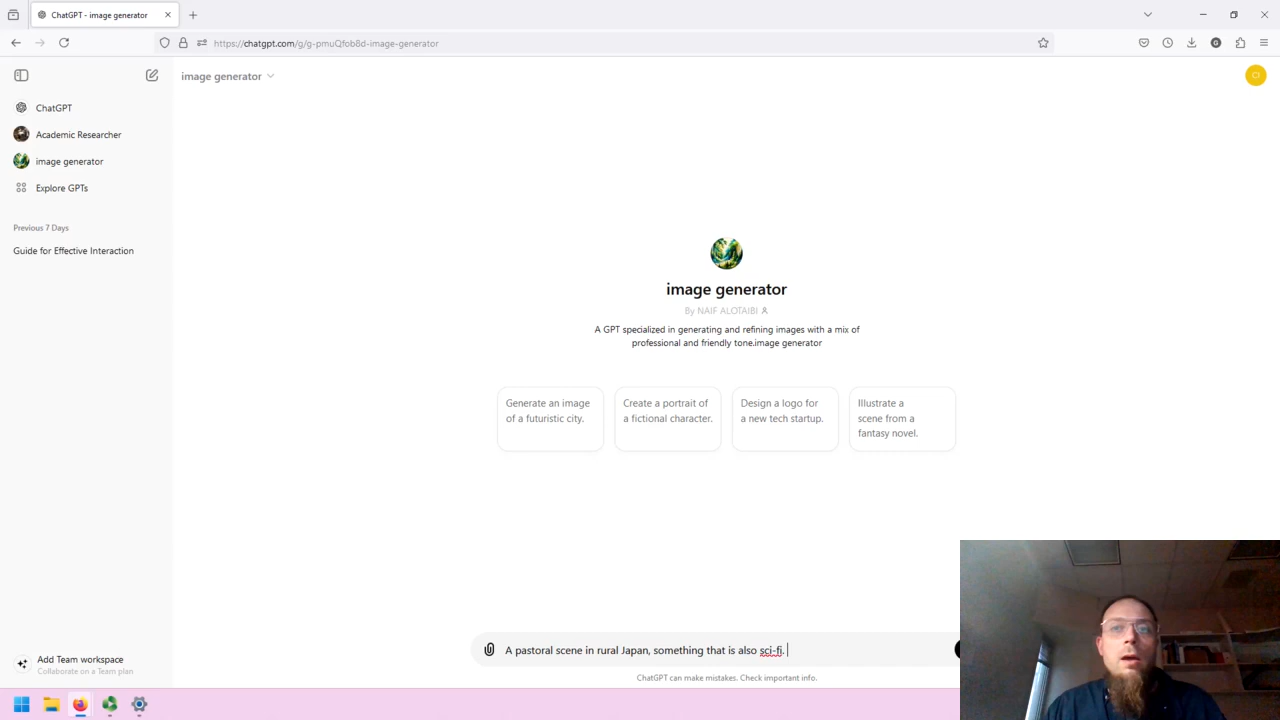 ChatGPT - image generator
https://chatgpt.com/g/g-pmuQfob8d-image-generator
image generator
ChatGPT
Academic Researcher
image generator
Explore GPTs
Previous 7 Days
Guide for Effective Interaction
image generator
By NAIF ALOTAIBI
A GPT specialized in generating and refining images with a mix of
professional and friendly tone.image generator
Generate an image
of a futuristic city.
Create a portrait of
a fictional character.
Design a logo for
a new tech startup.
Illustrate a
scene from a
fantasy novel.
A pastoral scene in rural Japan, something that is also sci-fi.
ChatGPT can make mistakes. Check important info.
Add Team workspace
Collaborate on a Team plan